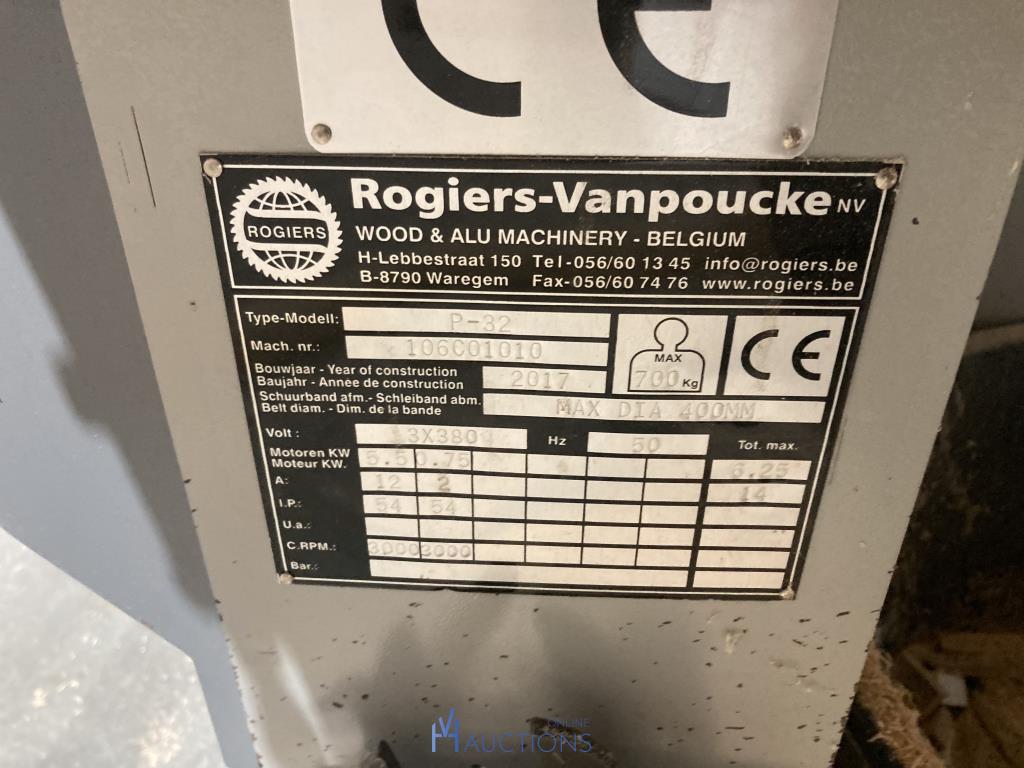 CE
ROGIERS
Rogiers-Vanpoucke NV
WOOD & ALU MACHINERY - BELGIUM
H-Lebbestraat 150 Tel-056/60 13 45 info@rogiers.be
B-8790 Waregem Fax-056/60 74 76 www.rogiers.be
Type-Modell: P-32
Mach. nr.: 106C01010
Bouwjaar - Year of construction
Baujahr - Année de construction 2017
MAX
700 Kg
CE
Schuurband afm.- Schleiband abm.
Belt diam. - Dim. de la bande MAX DIA 400MM
Volt: 3X380 Hz 50 Tot. max.
Motoren KW
Moteur KW. 5.5 0.75 6.25
A: 12 2 14
I.P.: 54 54
U.a.:
C.RPM.: 3000 3000
Bar.:
ONLINE
HVM AUCTIONS